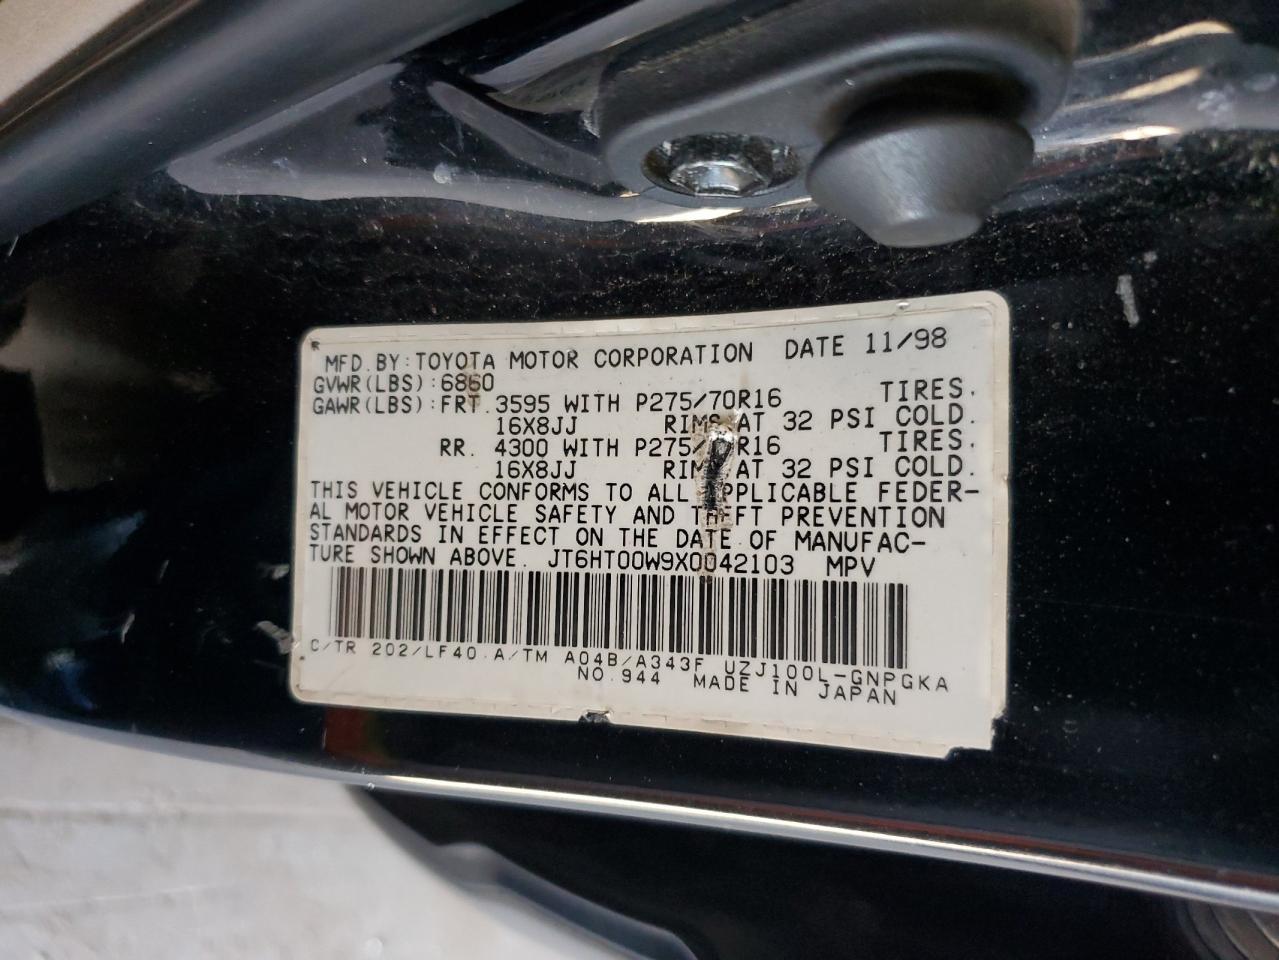 MFD. BY: TOYOTA MOTOR CORPORATION DATE 11/98
GVWR(LBS): 6860
GAWR(LBS): FRT. 3595 WITH P275/70R16 TIRES.
16X8JJ RIMS AT 32 PSI COLD.
RR. 4300 WITH P275/70R16 TIRES.
16X8JJ RIMS AT 32 PSI COLD.
THIS VEHICLE CONFORMS TO ALL APPLICABLE FEDER-
AL MOTOR VEHICLE SAFETY AND THEFT PREVENTION
STANDARDS IN EFFECT ON THE DATE OF MANUFAC-
TURE SHOWN ABOVE. JT6HT00W9X0042103 MPV
C/TR 202/LF40 A/TM A04B/A343F UZJ100L-GNPGKA
NO.944 MADE IN JAPAN